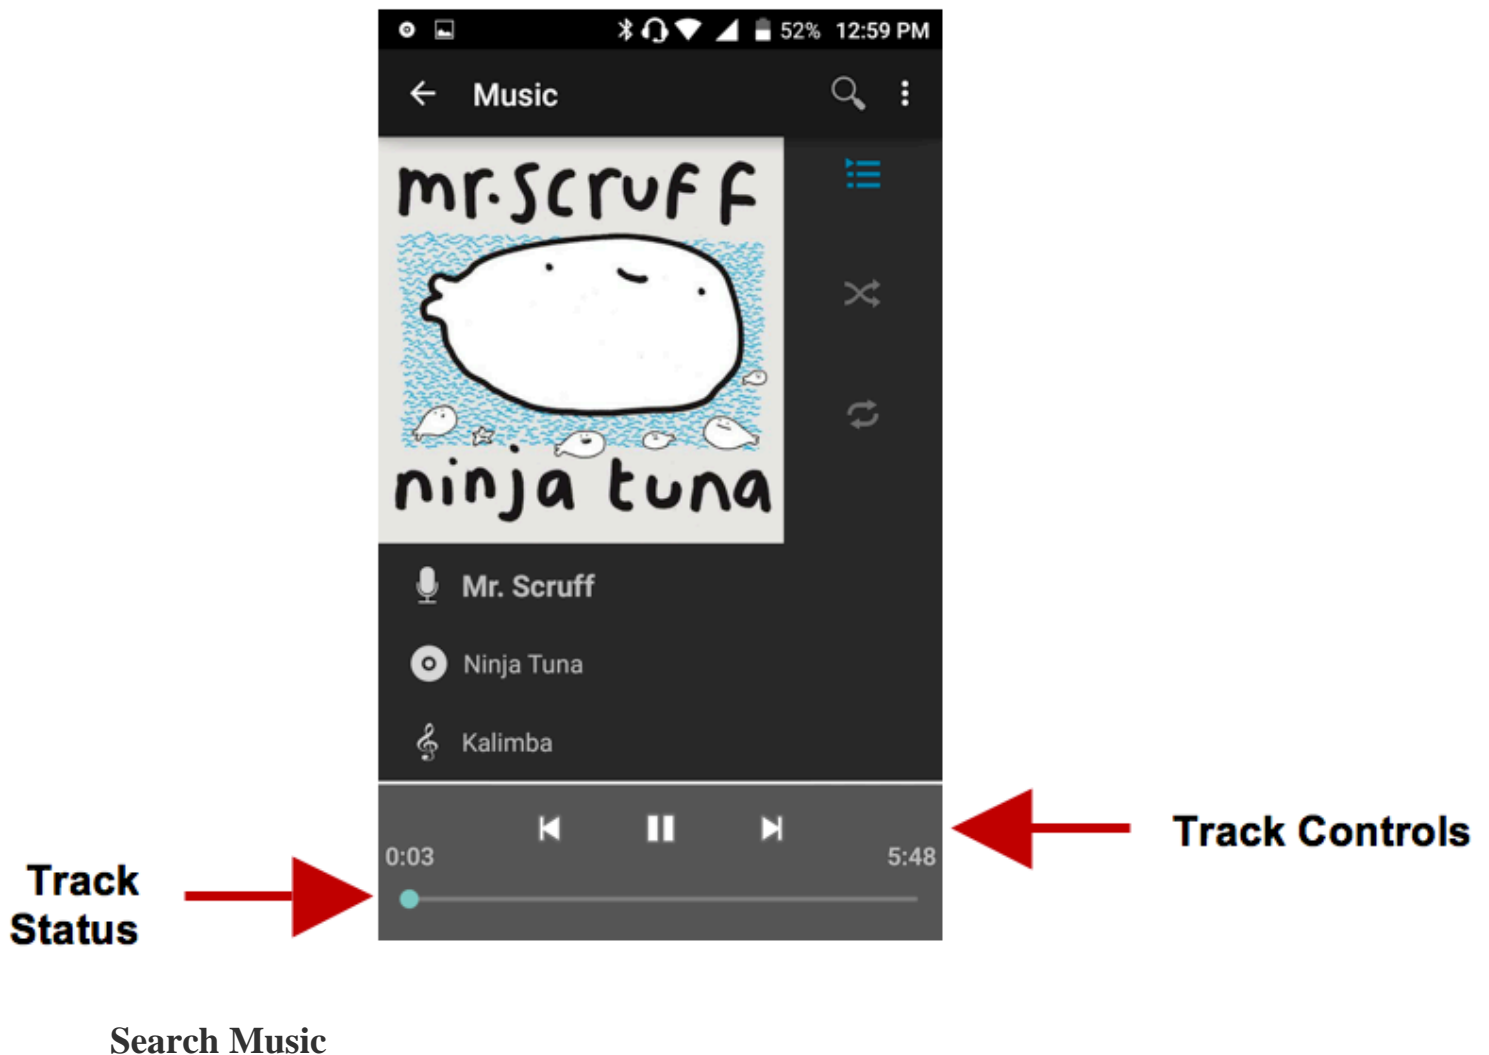 52% 12:59 PM
Music
mr.scruff
ninja tuna
Mr. Scruff
Ninja Tuna
Kalimba
0:03
5:48
Track Controls
Track
Status
Search Music